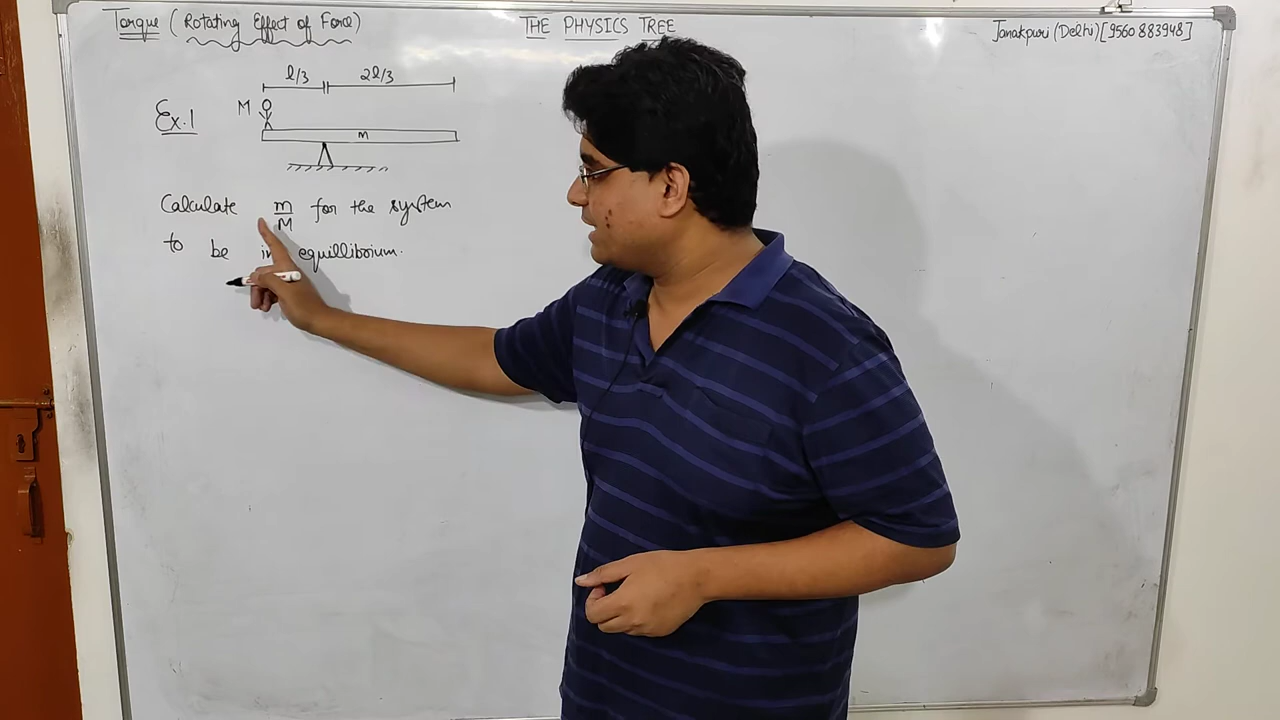 Torque (Rotating Effect of Force)
THE PHYSICS TREE
Janakpuri (Delhi) [9560 883948]
l/3 2l/3
Ex.1
M
m
Calculate m/M for the system
to be in equillibrium.